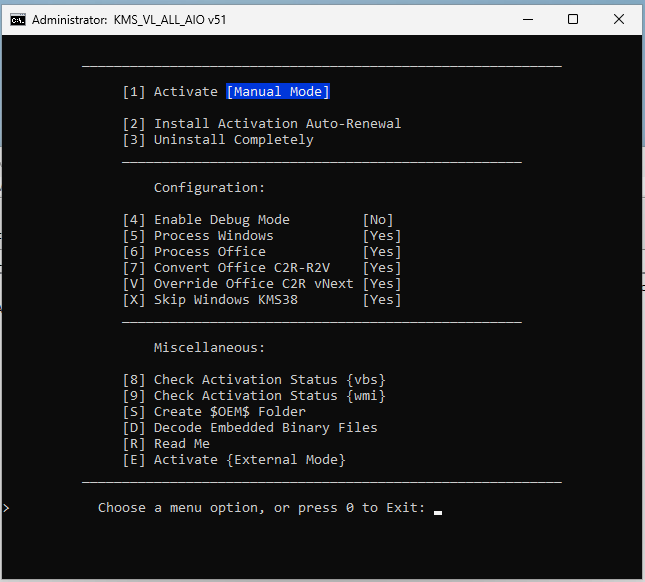 Administrator: KMS_VL_ALL_AIO v51
[1] Activate [Manual Mode]
[2] Install Activation Auto-Renewal
[3] Uninstall Completely
Configuration:
[4] Enable Debug Mode [No]
[5] Process Windows [Yes]
[6] Process Office [Yes]
[7] Convert Office C2R-R2V [Yes]
[V] Override Office C2R vNext [Yes]
[X] Skip Windows KMS38 [Yes]
Miscellaneous:
[8] Check Activation Status {vbs}
[9] Check Activation Status {wmi}
[S] Create $OEM$ Folder
[D] Decode Embedded Binary Files
[R] Read Me
[E] Activate {External Mode}
> Choose a menu option, or press 0 to Exit: _